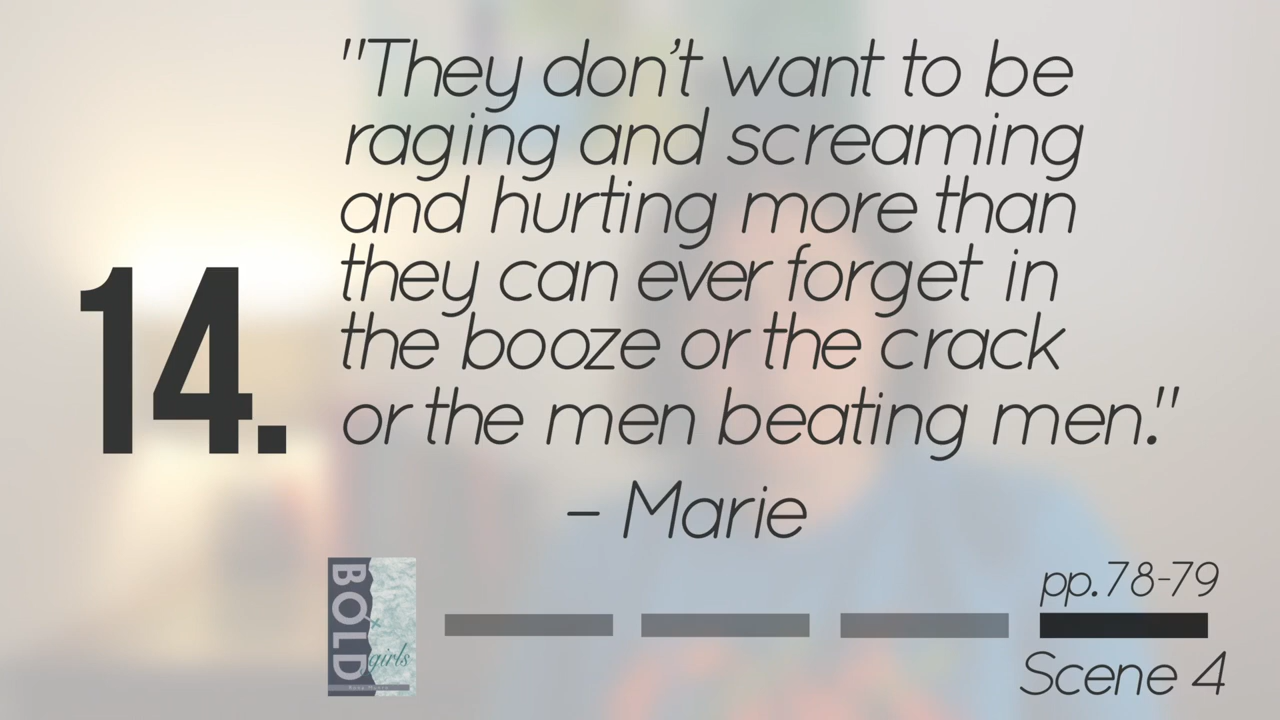 "They don't want to be
raging and screaming
and hurting more than
they can ever forget in
the booze or the crack
or the men beating men."
14.
– Marie
BOLD
girls
pp.78-79
Scene 4